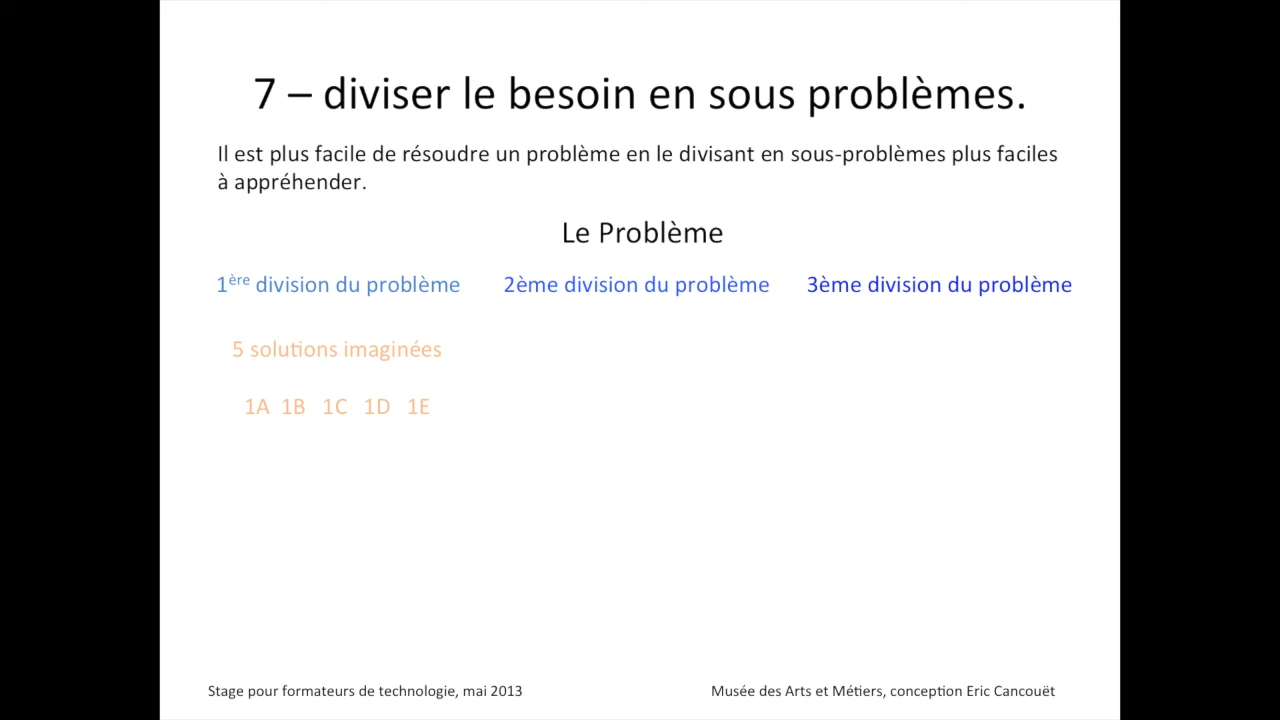 7 – diviser le besoin en sous problèmes.
Il est plus facile de résoudre un problème en le divisant en sous-problèmes plus faciles
à appréhender.
Le Problème
1ère division du problème 2ème division du problème 3ème division du problème
5 solutions imaginées
1A 1B 1C 1D 1E
Stage pour formateurs de technologie, mai 2013 Musée des Arts et Métiers, conception Eric Cancouët